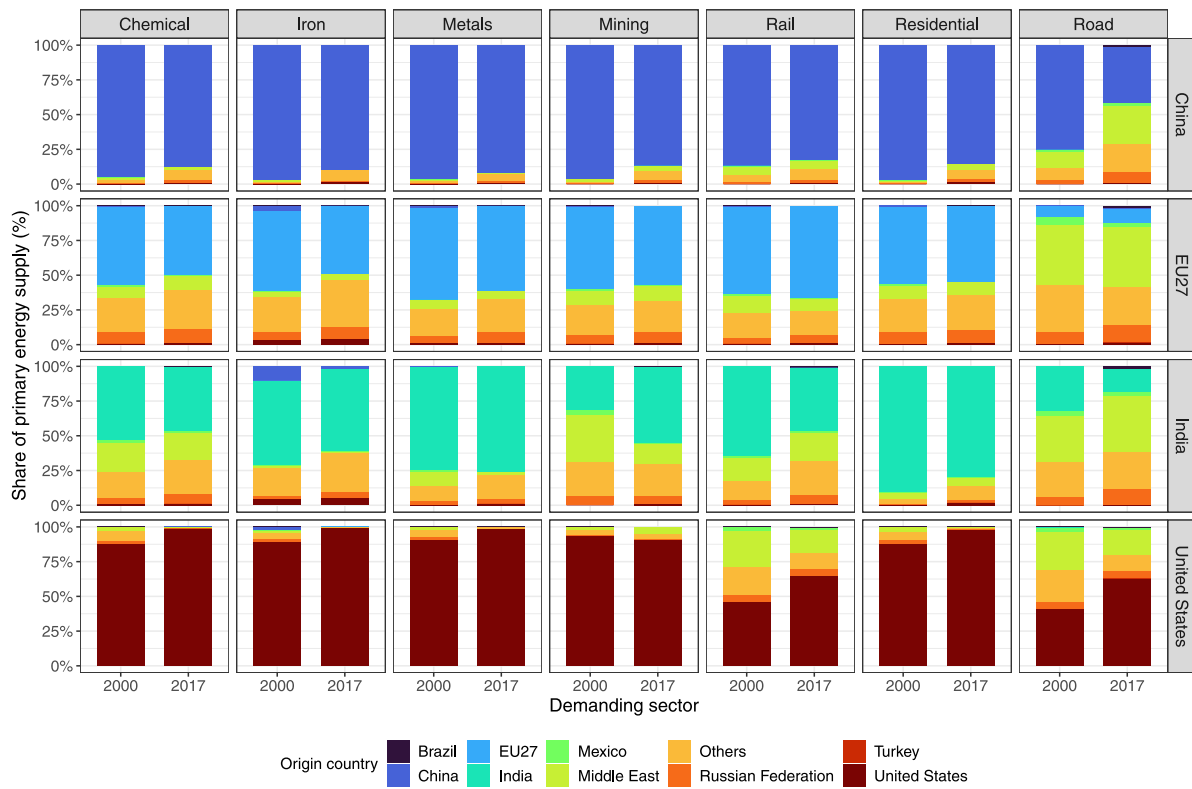 Chemical Iron Metals Mining Rail Residential Road
100%
75%
50%
25%
0%
China
100%
75%
50%
25%
0%
EU27
100%
75%
50%
25%
0%
India
100%
75%
50%
25%
0%
United States
Share of primary energy supply (%)
2000 2017 2000 2017 2000 2017 2000 2017 2000 2017 2000 2017 2000 2017
Demanding sector
Origin country
Brazil EU27 Mexico Others Turkey
China India Middle East Russian Federation United States